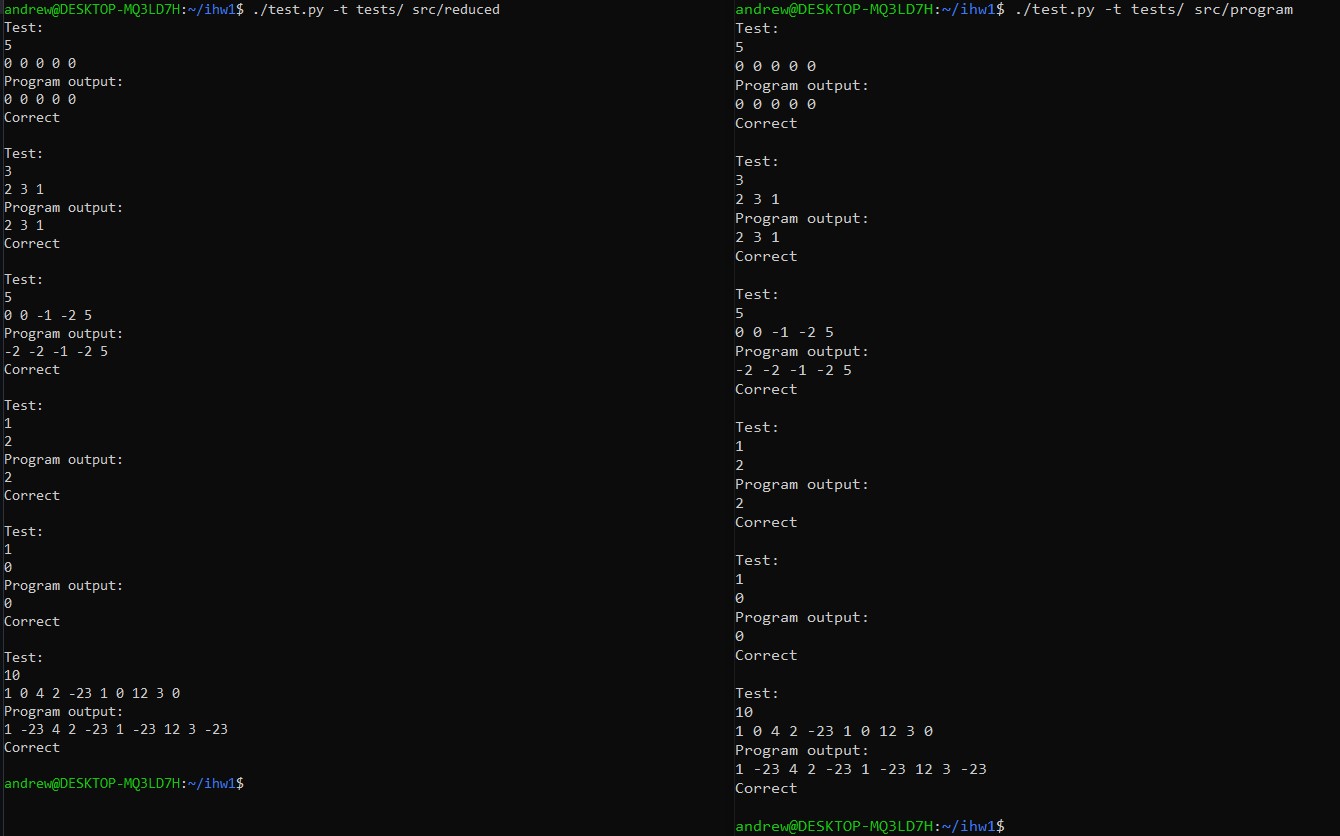 andrew@DESKTOP-MQ3LD7H:~/ihw1$ ./test.py -t tests/ src/reduced
Test:
5
0 0 0 0 0
Program output:
0 0 0 0 0
Correct

Test:
3
2 3 1
Program output:
2 3 1
Correct

Test:
5
0 0 -1 -2 5
Program output:
-2 -2 -1 -2 5
Correct

Test:
1
2
Program output:
2
Correct

Test:
1
0
Program output:
0
Correct

Test:
10
1 0 4 2 -23 1 0 12 3 0
Program output:
1 -23 4 2 -23 1 -23 12 3 -23
Correct

andrew@DESKTOP-MQ3LD7H:~/ihw1$
andrew@DESKTOP-MQ3LD7H:~/ihw1$ ./test.py -t tests/ src/program
Test:
5
0 0 0 0 0
Program output:
0 0 0 0 0
Correct

Test:
3
2 3 1
Program output:
2 3 1
Correct

Test:
5
0 0 -1 -2 5
Program output:
-2 -2 -1 -2 5
Correct

Test:
1
2
Program output:
2
Correct

Test:
1
0
Program output:
0
Correct

Test:
10
1 0 4 2 -23 1 0 12 3 0
Program output:
1 -23 4 2 -23 1 -23 12 3 -23
Correct

andrew@DESKTOP-MQ3LD7H:~/ihw1$